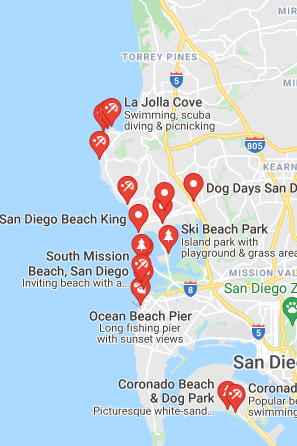 MI
TORREY PINES
5
La Jolla Cove
Swimming, scuba
diving & picnicking
805
KEARN
Dog Days San D
San Diego Beach King
Ski Beach Park
Island park with
playground & grass area
South Mission
Beach, San Diego
Inviting beach with a...
MISSION VAL
8
San Diego Z
Ocean Beach Pier
Long fishing pier
with sunset views
5
San Die
Coronado Beach
& Dog Park
Picturesque white-sand...
Coronad
Popular be
swimming